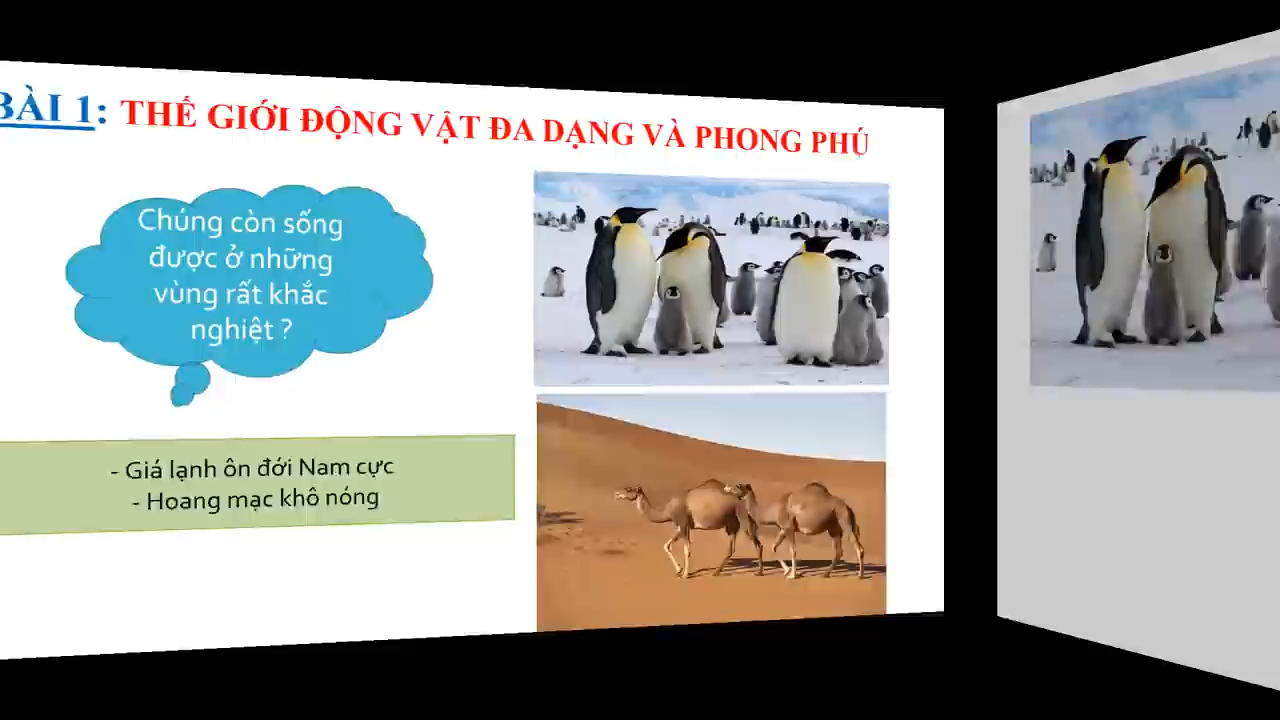 BÀI 1: THẾ GIỚI ĐỘNG VẬT ĐA DẠNG VÀ PHONG PHÚ
Chúng còn sống
được ở những
vùng rất khắc
nghiệt ?
- Giá lạnh ôn đới Nam cực
- Hoang mạc khô nóng